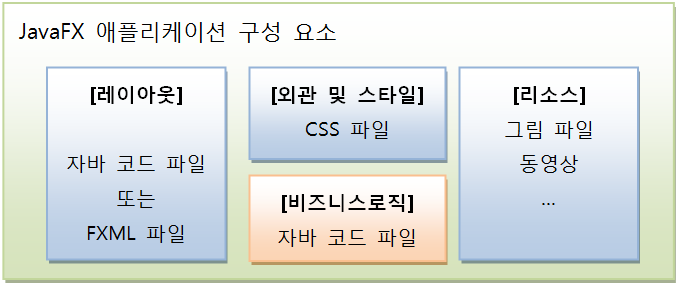 JavaFX 애플리케이션 구성 요소
[레이아웃]
자바 코드 파일
또는
FXML 파일
[외관 및 스타일]
CSS 파일
[비즈니스로직]
자바 코드 파일
[리소스]
그림 파일
동영상
...